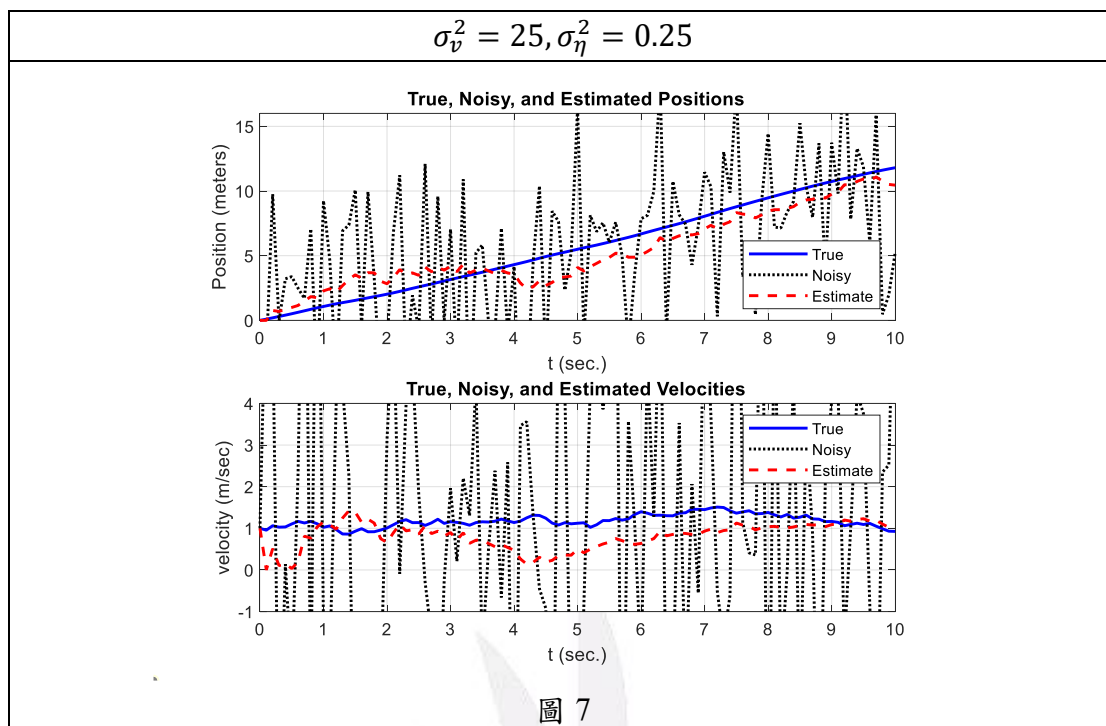 σ_v^2 = 25, σ_η^2 = 0.25
True, Noisy, and Estimated Positions
Position (meters)
15
10
5
0
True
Noisy
Estimate
0 1 2 3 4 5 6 7 8 9 10
t (sec.)
True, Noisy, and Estimated Velocities
velocity (m/sec)
4
3
2
1
0
-1
True
Noisy
Estimate
0 1 2 3 4 5 6 7 8 9 10
t (sec.)
圖 7